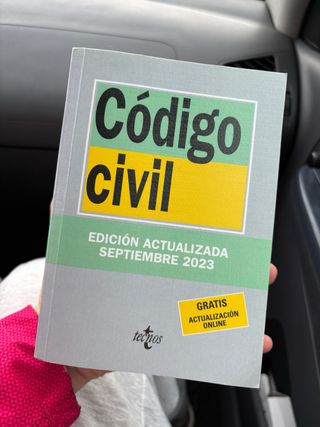 Código
civil
EDICIÓN ACTUALIZADA
SEPTIEMBRE 2023
GRATIS
ACTUALIZACIÓN
ONLINE
tecnos